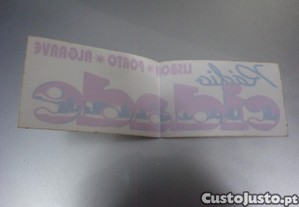 LISBOA * PORTO * ALGARVE
Rádio
cidade
CustoJusto.pt